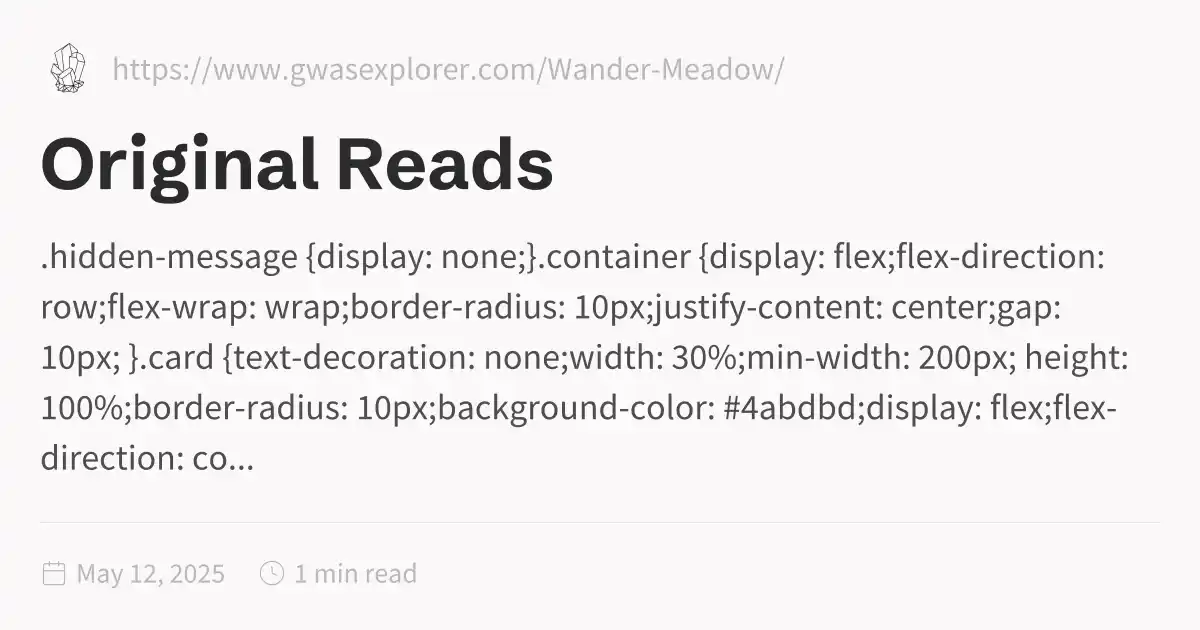 https://www.gwasexplorer.com/Wander-Meadow/
Original Reads
.hidden-message {display: none;}.container {display: flex;flex-direction:
row;flex-wrap: wrap;border-radius: 10px;justify-content: center;gap:
10px; }.card {text-decoration: none;width: 30%;min-width: 200px; height:
100%;border-radius: 10px;background-color: #4abdbd;display: flex;flex-
direction: co...
May 12, 2025 1 min read